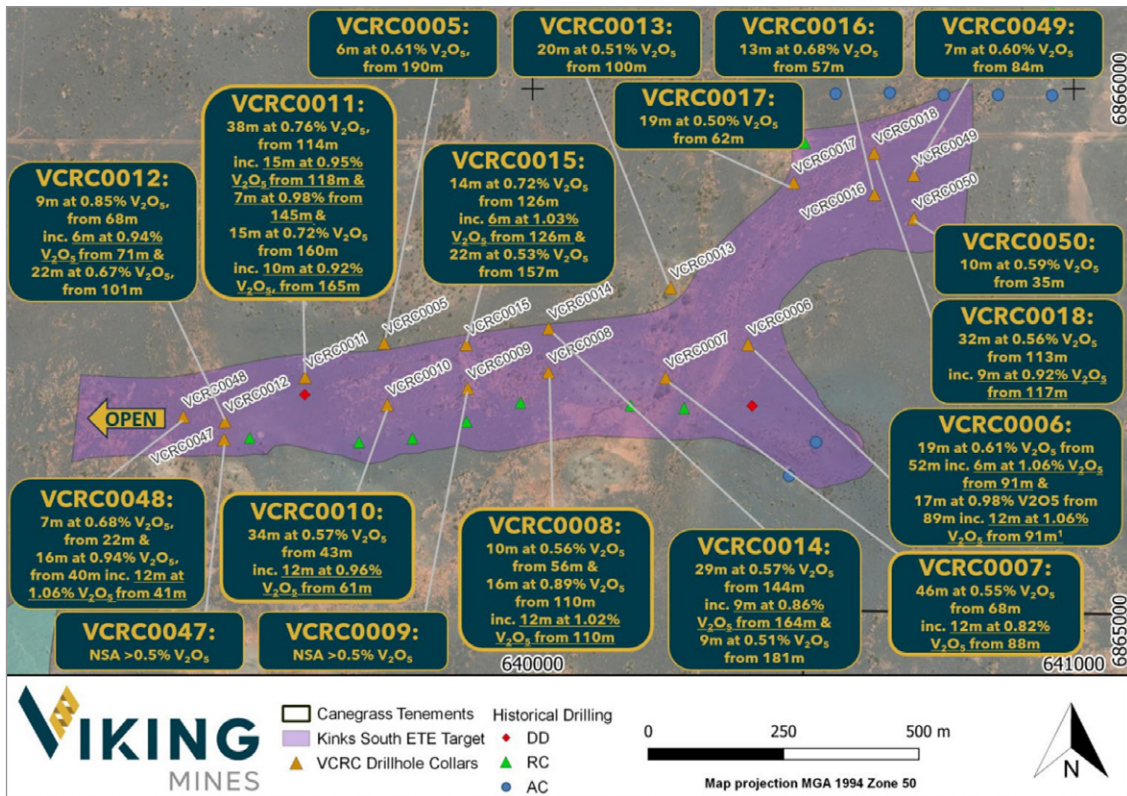 VCRC0005:
6m at 0.61% V₂O₅,
from 190m
VCRC0013:
20m at 0.51% V₂O₅
from 100m
VCRC0016:
13m at 0.68% V₂O₅
from 57m
VCRC0049:
7m at 0.60% V₂O₅
from 84m
6866000
VCRC0011:
38m at 0.76% V₂O₅,
from 114m
inc. 15m at 0.95%
V₂O₅ from 118m &
7m at 0.98% from
145m &
15m at 0.72% V₂O₅
from 160m
inc. 10m at 0.92%
V₂O₅, from 165m
VCRC0017:
19m at 0.50% V₂O₅
from 62m
VCRC0012:
9m at 0.85% V₂O₅,
from 68m
inc. 6m at 0.94%
V₂O₅ from 71m &
22m at 0.67% V₂O₅,
from 101m
VCRC0015:
14m at 0.72% V₂O₅
from 126m
inc. 6m at 1.03%
V₂O₅ from 126m &
22m at 0.53% V₂O₅
from 157m
VCRC0018
VCRC0017
VCRC0049
VCRC0016
VCRC0050
VCRC0050:
10m at 0.59% V₂O₅
from 35m
VCRC0013
VCRC0014
VCRC0015
VCRC0005
VCRC0006
VCRC0008
VCRC0007
VCRC0009
VCRC0011
VCRC0010
VCRC0048
VCRC0012
VCRC0047
OPEN
VCRC0018:
32m at 0.56% V₂O₅
from 113m
inc. 9m at 0.92% V₂O₅
from 117m
VCRC0006:
19m at 0.61% V₂O₅ from
52m inc. 6m at 1.06% V₂O₅
from 91m &
17m at 0.98% V2O5 from
89m inc. 12m at 1.06%
V₂O₅ from 91m¹
VCRC0048:
7m at 0.68% V₂O₅,
from 22m &
16m at 0.94% V₂O₅,
from 40m inc. 12m at
1.06% V₂O₅ from 41m
VCRC0010:
34m at 0.57% V₂O₅
from 43m
inc. 12m at 0.96%
V₂O₅ from 61m
VCRC0008:
10m at 0.56% V₂O₅
from 56m &
16m at 0.89% V₂O₅
from 110m
inc. 12m at 1.02%
V₂O₅ from 110m
VCRC0014:
29m at 0.57% V₂O₅
from 144m
inc. 9m at 0.86%
V₂O₅ from 164m &
9m at 0.51% V₂O₅
from 181m
VCRC0007:
46m at 0.55% V₂O₅
from 68m
inc. 12m at 0.82%
V₂O₅ from 88m
VCRC0047:
NSA >0.5% V₂O₅
VCRC0009:
NSA >0.5% V₂O₅
640000
641000
6865000
VIKING
MINES
Canegrass Tenements
Kinks South ETE Target
VCRC Drillhole Collars
Historical Drilling
DD
RC
AC
0 250 500 m
Map projection MGA 1994 Zone 50
N